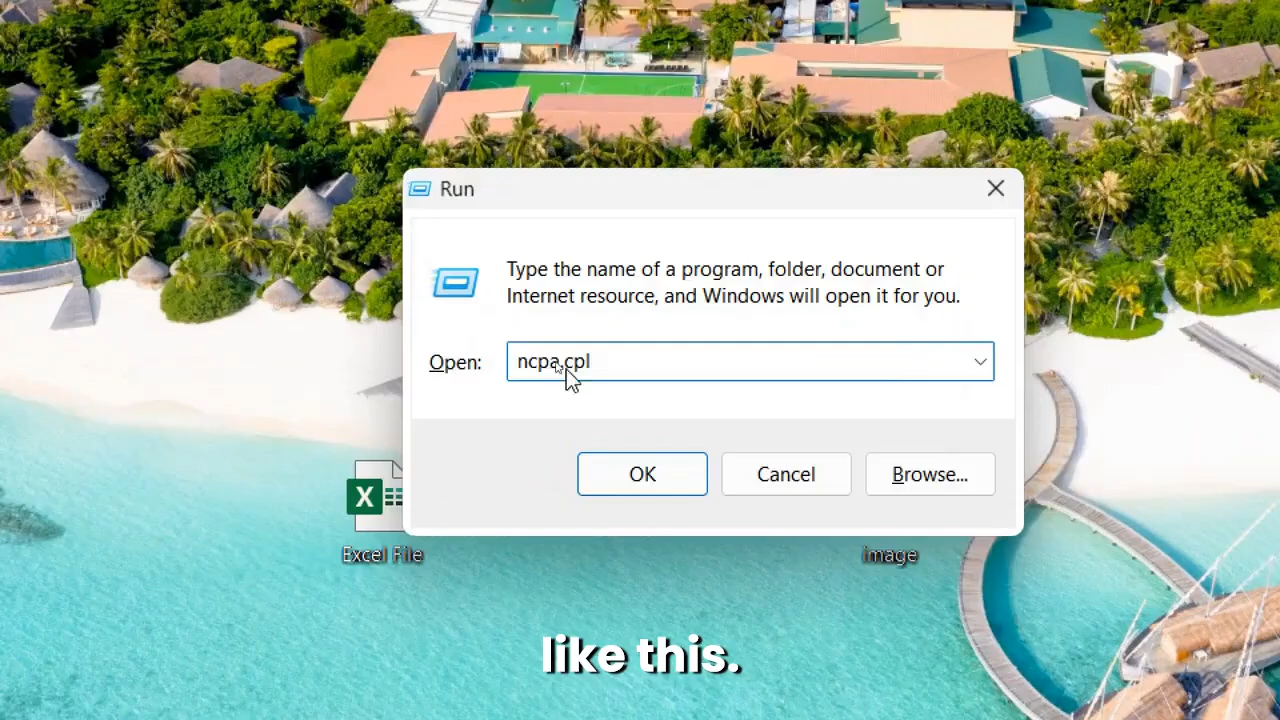 Run
Type the name of a program, folder, document or
Internet resource, and Windows will open it for you.
Open:
ncpa.cpl
OK
Cancel
Browse...
X
Excel File
image
like this.